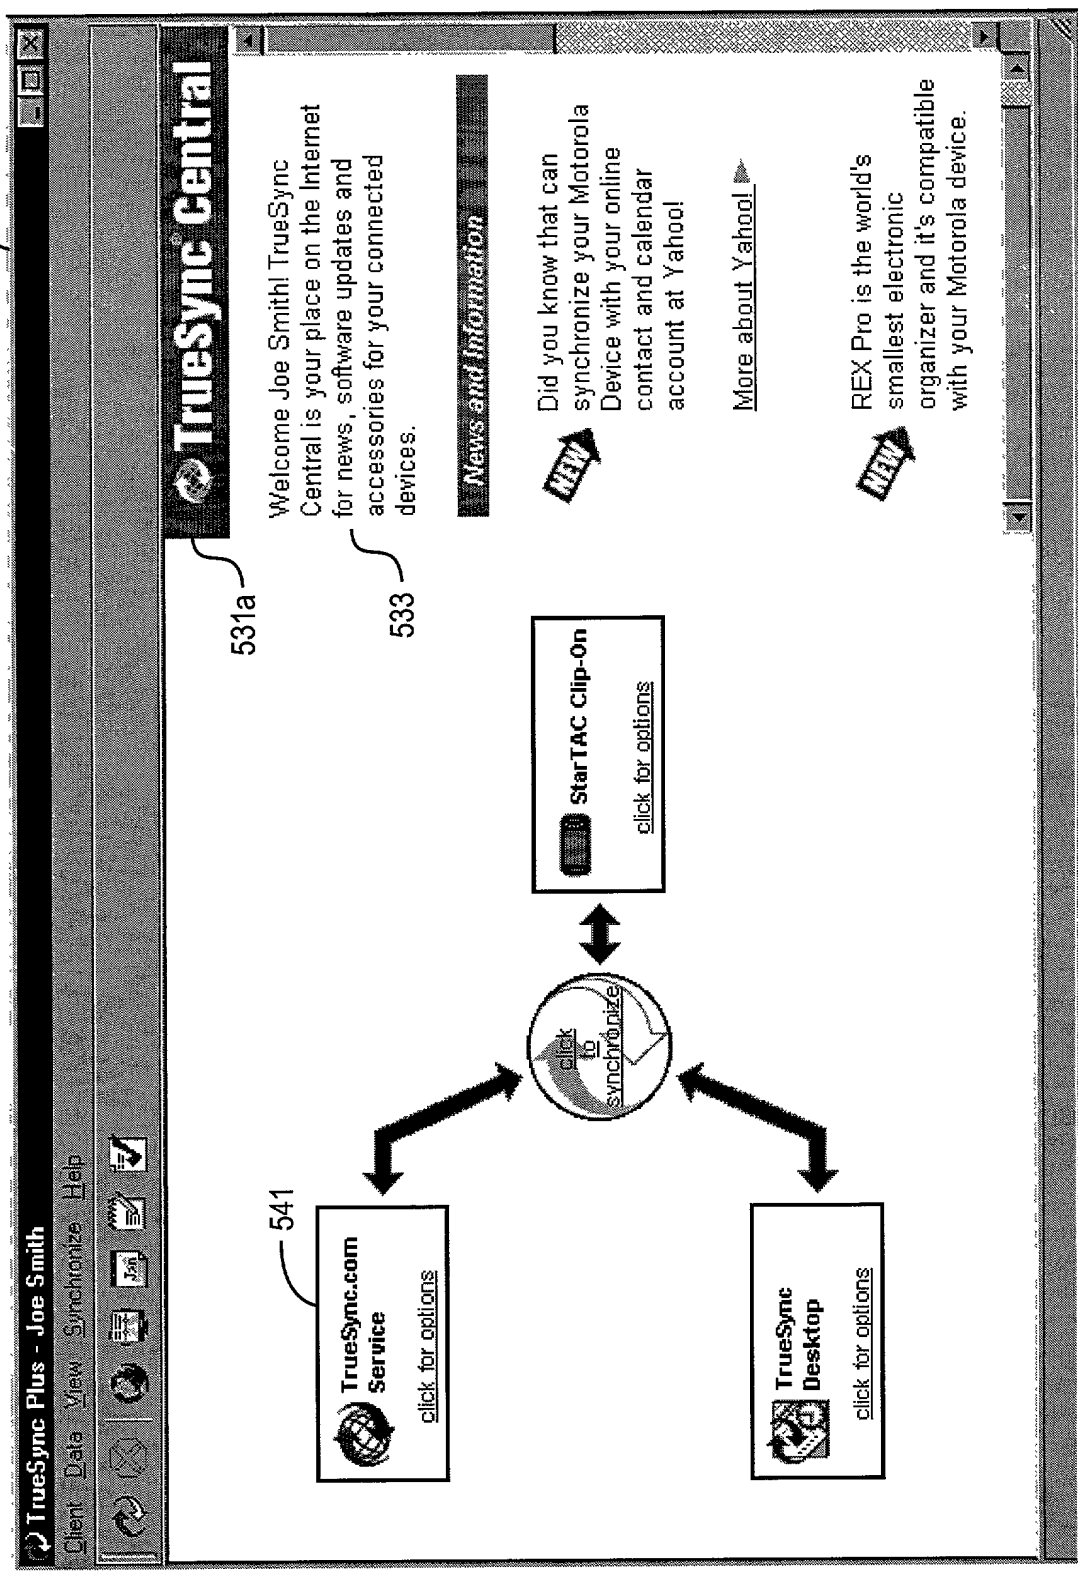 TrueSync Plus - Joe Smith
Client Data View Synchronize Help
Jan
TrueSync.com
Service
click for options
541
TrueSync
Desktop
click for options
click
to
synchronize
StarTAC Clip-On
click for options
531a
533
TrueSync® Central
Welcome Joe Smith! TrueSync
Central is your place on the Internet
for news, software updates and
accessories for your connected
devices.
News and Information
NEW
Did you know that can
synchronize your Motorola
Device with your online
contact and calendar
account at Yahoo!
More about Yahoo!
NEW
REX Pro is the world's
smallest electronic
organizer and it's compatible
with your Motorola device.